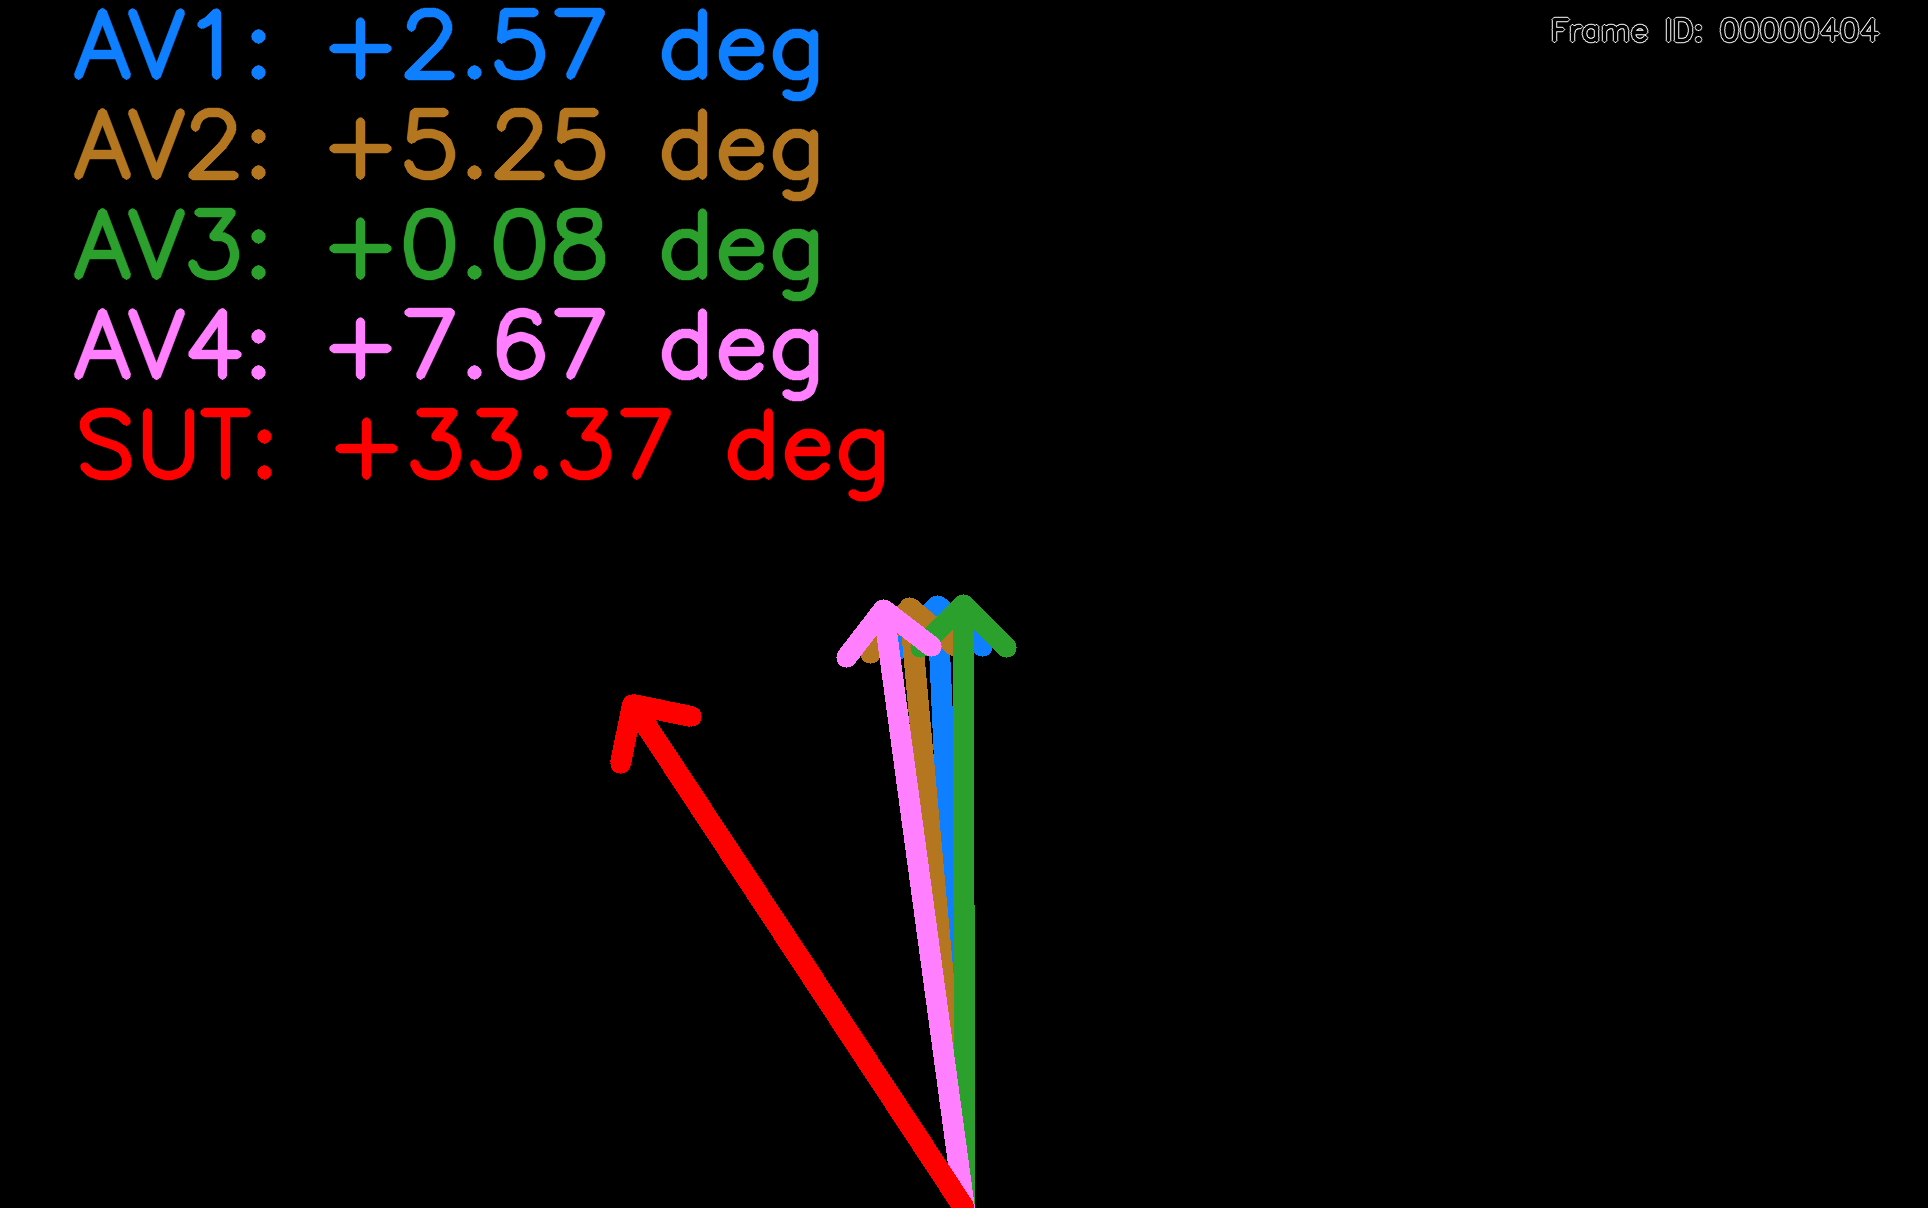 AV1: +2.57 deg
Frame ID: 00000404
AV2: +5.25 deg
AV3: +0.08 deg
AV4: +7.67 deg
SUT: +33.37 deg